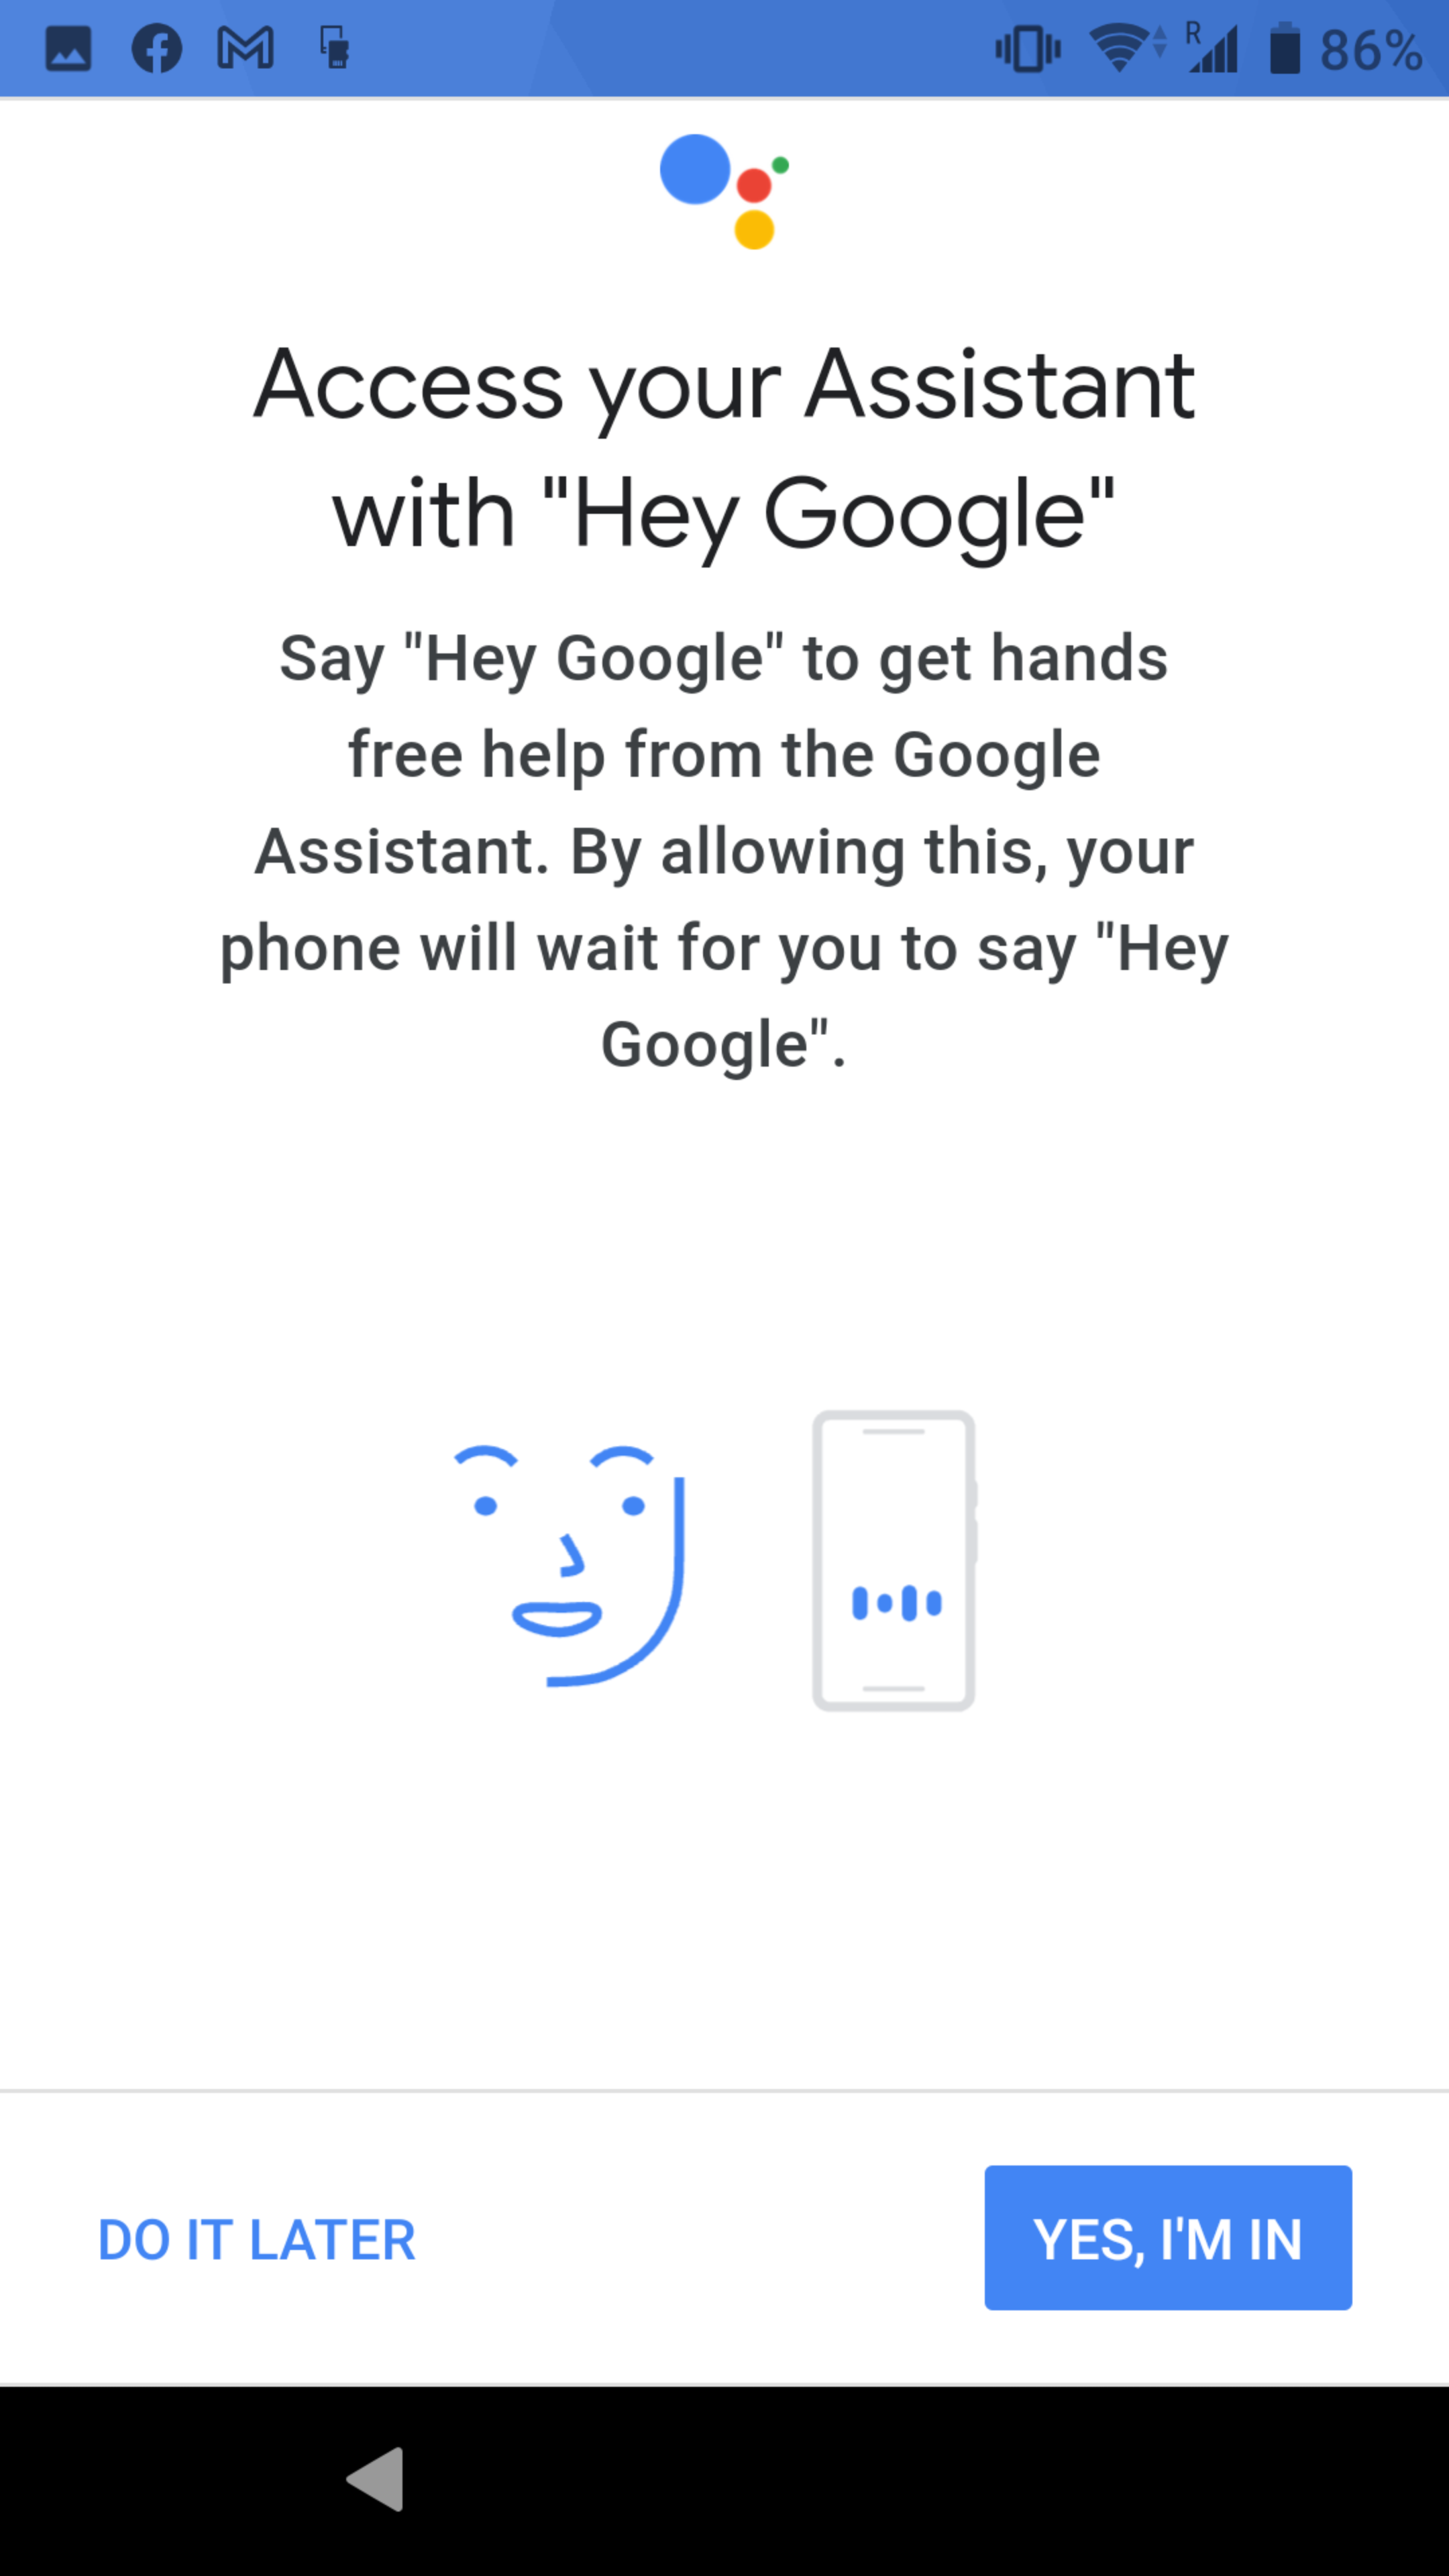 R 86%
Access your Assistant
with "Hey Google"
Say "Hey Google" to get hands
free help from the Google
Assistant. By allowing this, your
phone will wait for you to say "Hey
Google".
DO IT LATER
YES, I'M IN